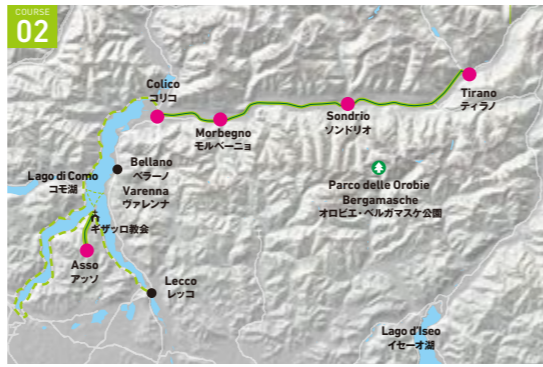 COURSE
02
Colico
コリコ
Morbegno
モルベーニョ
Sondrio
ソンドリオ
Tirano
ティラノ
Bellano
ベラーノ
Lago di Como
コモ湖
Varenna
ヴァレンナ
Parco delle Orobie
Bergamasche
オロビエ・ベルガマスケ公園
ギザッロ教会
Asso
アッソ
Lecco
レッコ
Lago d'Iseo
イセーオ湖